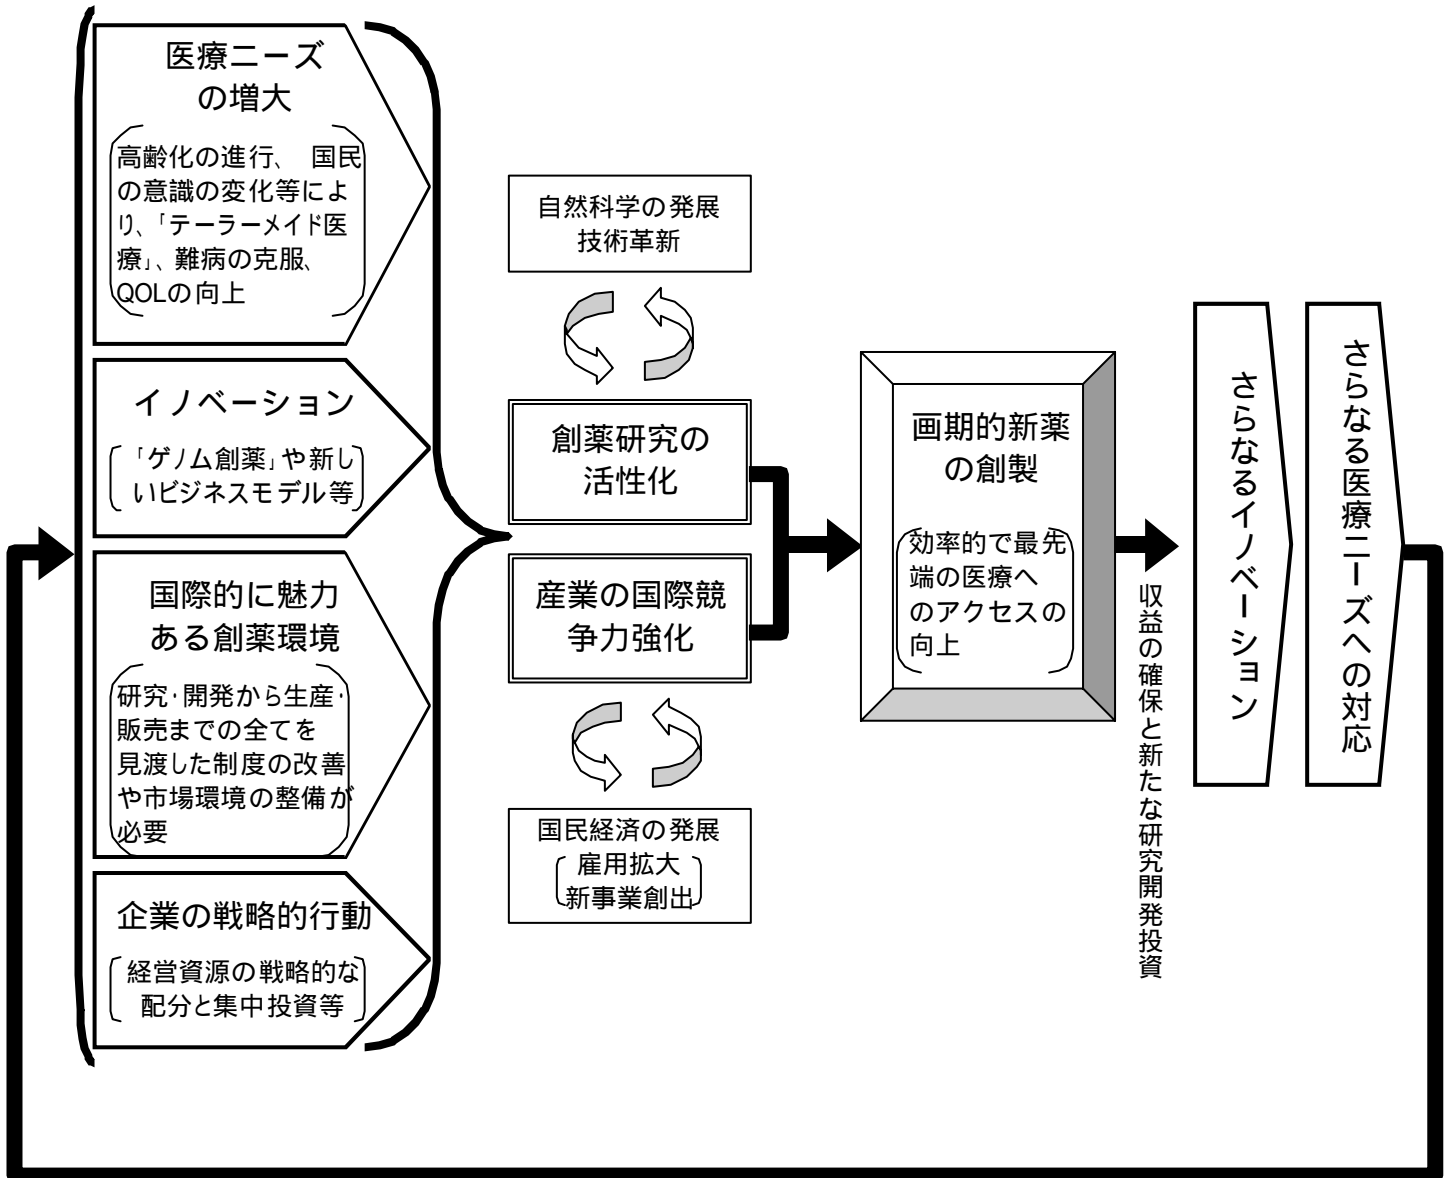 医療ニーズ
の増大
高齢化の進行、 国民
の意識の変化等によ
り、「テーラーメイド医
療」、難病の克服、
QOLの向上
イノベーション
「ゲノム創薬」や新し
いビジネスモデル等
国際的に魅力
ある創薬環境
研究・開発から生産・
販売までの全てを
見渡した制度の改善
や市場環境の整備が
必要
企業の戦略的行動
経営資源の戦略的な
配分と集中投資等
自然科学の発展
技術革新
創薬研究の
活性化
産業の国際競
争力強化
国民経済の発展
雇用拡大
新事業創出
画期的新薬
の創製
効率的で最先
端の医療へ
のアクセスの
向上
収益の確保と新たな研究開発投資
さらなるイノベーション
さらなる医療ニーズへの対応